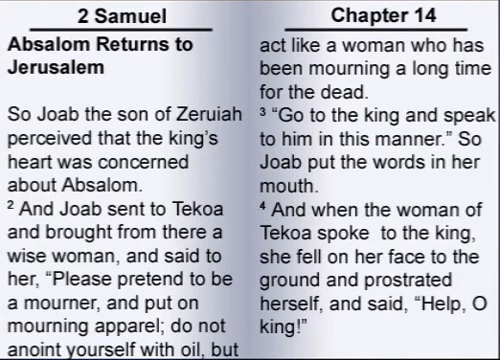 2 Samuel
Absalom Returns to
Jerusalem
So Joab the son of Zeruiah
perceived that the king’s
heart was concerned
about Absalom.
² And Joab sent to Tekoa
and brought from there a
wise woman, and said to
her, “Please pretend to be
a mourner, and put on
mourning apparel; do not
anoint yourself with oil, but
Chapter 14
act like a woman who has
been mourning a long time
for the dead.
³ “Go to the king and speak
to him in this manner.” So
Joab put the words in her
mouth.
⁴ And when the woman of
Tekoa spoke  to the king,
she fell on her face to the
ground and prostrated
herself, and said, “Help, O
king!”